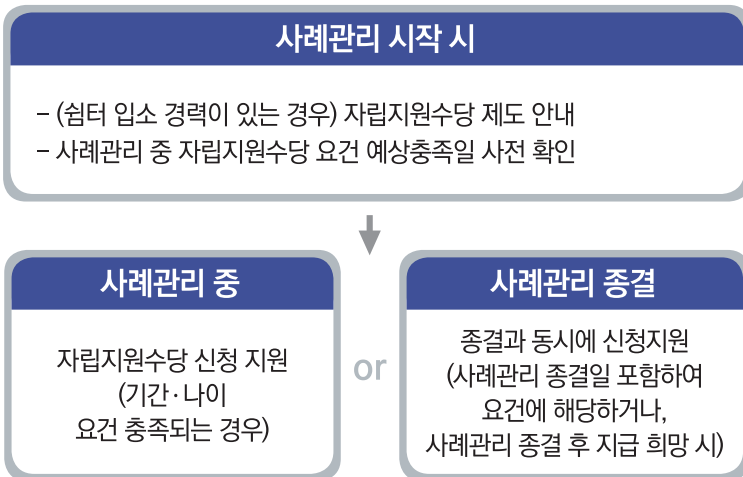 사례관리 시작 시
– (쉼터 입소 경력이 있는 경우) 자립지원수당 제도 안내
– 사례관리 중 자립지원수당 요건 예상충족일 사전 확인
사례관리 중
자립지원수당 신청 지원
(기간·나이
요건 충족되는 경우)
or
사례관리 종결
종결과 동시에 신청지원
(사례관리 종결일 포함하여
요건에 해당하거나,
사례관리 종결 후 지급 희망 시)